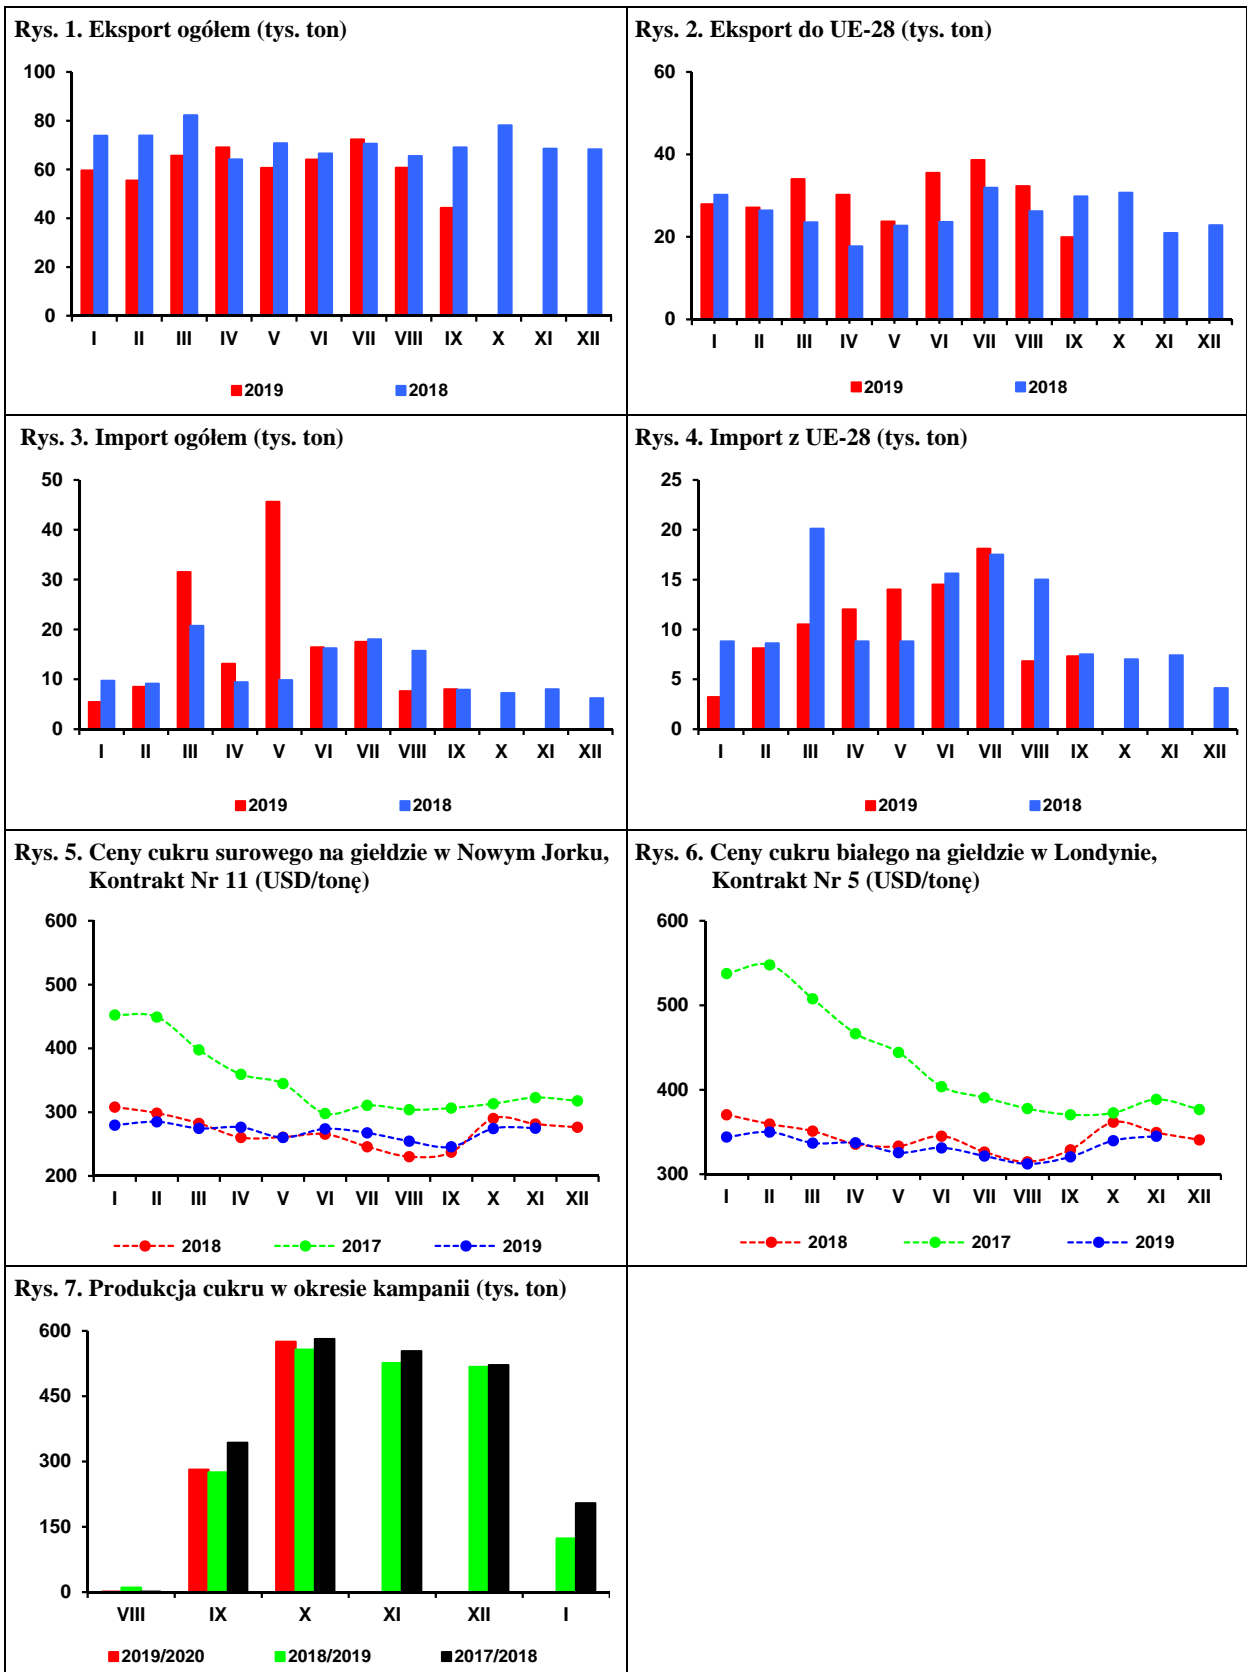 Rys. 1. Eksport ogółem (tys. ton)
100
80
60
40
20
0
I II III IV V VI VII VIII IX X XI XII
2019 2018
Rys. 2. Eksport do UE-28 (tys. ton)
60
40
20
0
I II III IV V VI VII VIII IX X XI XII
2019 2018
Rys. 3. Import ogółem (tys. ton)
50
40
30
20
10
0
I II III IV V VI VII VIII IX X XI XII
2019 2018
Rys. 4. Import z UE-28 (tys. ton)
25
20
15
10
5
0
I II III IV V VI VII VIII IX X XI XII
2019 2018
Rys. 5. Ceny cukru surowego na giełdzie w Nowym Jorku,
Kontrakt Nr 11 (USD/tonę)
600
500
400
300
200
I II III IV V VI VII VIII IX X XI XII
2018 2017 2019
Rys. 6. Ceny cukru białego na giełdzie w Londynie,
Kontrakt Nr 5 (USD/tonę)
600
500
400
300
I II III IV V VI VII VIII IX X XI XII
2018 2017 2019
Rys. 7. Produkcja cukru w okresie kampanii (tys. ton)
600
450
300
150
0
VIII IX X XI XII I
2019/2020 2018/2019 2017/2018